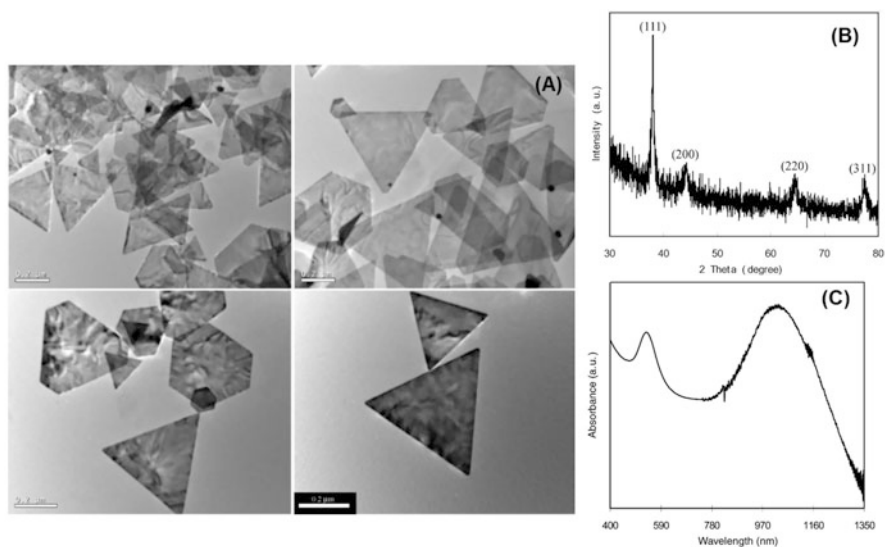 (A)
0.2 µm
(B)
(111)
(200)
(220)
(311)
Intensity (a. u.)
30 40 50 60 70 80
2 Theta (degree)
(C)
Absorbance (a.u.)
400 590 780 970 1160 1350
Wavelength (nm)